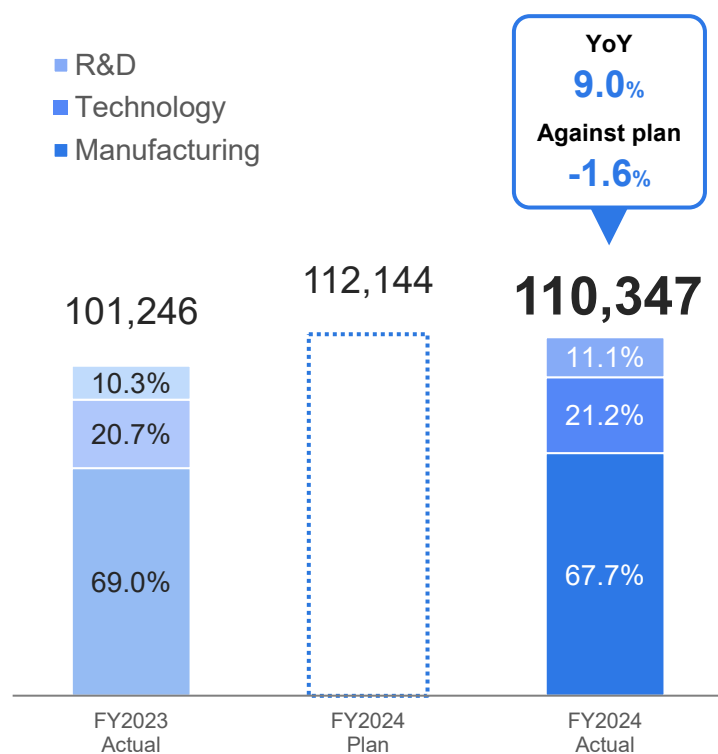 R&D
Technology
Manufacturing
YoY
9.0%
Against plan
-1.6%
101,246
112,144
110,347
10.3%
20.7%
69.0%
11.1%
21.2%
67.7%
FY2023
Actual
FY2024
Plan
FY2024
Actual